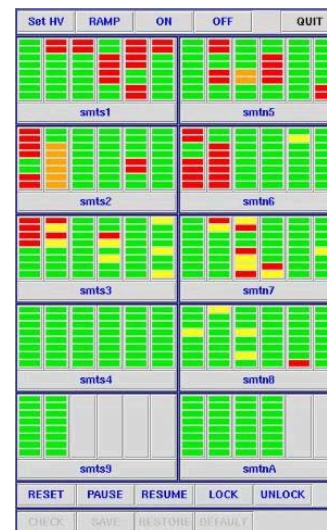 Set HV RAMP ON OFF QUIT
smts1 smtn5
smts2 smtn6
smts3 smtn7
smts4 smtn8
smts9 smtnA
RESET PAUSE RESUME LOCK UNLOCK
CHECK SAVE RESTORE DEFAULT